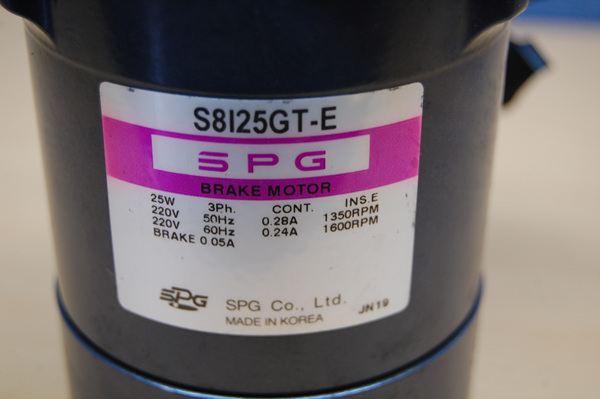 S8I25GT-E
SPG
BRAKE MOTOR
25W 3Ph. CONT. INS.E
220V 50Hz 0.28A 1350RPM
220V 60Hz 0.24A 1600RPM
BRAKE 0.05A
SPG SPG Co., Ltd. JN19
MADE IN KOREA